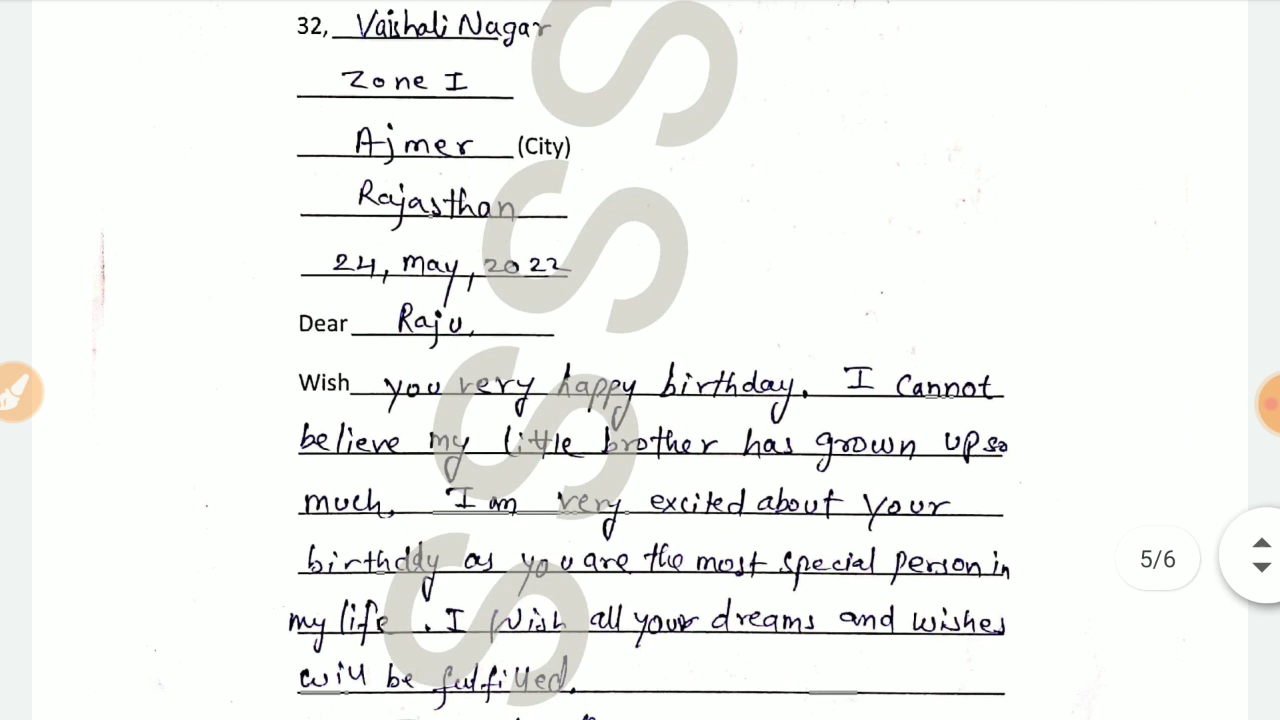 32, Vaishali Nagar
Zone I
Ajmer (City)
Rajasthan
24, May, 2022
Dear Raju,
Wish you very happy birthday. I cannot
believe my little brother has grown up so
much. I am very excited about your
birthday as you are the most special person in
my life. I Wish all your dreams and wishes
will be fulfilled.
5/6
SSSS